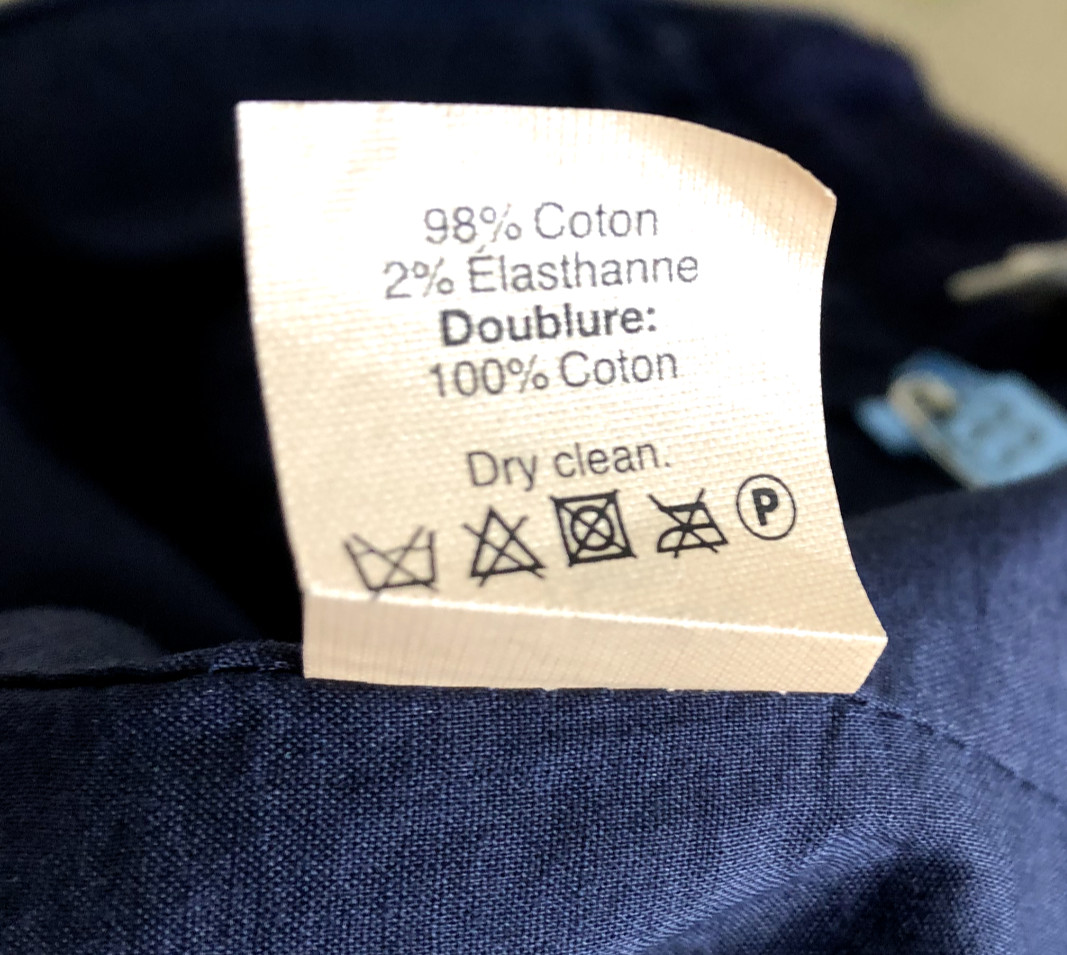 98% Coton
2% Élasthanne
Doublure:
100% Coton
Dry clean.
P